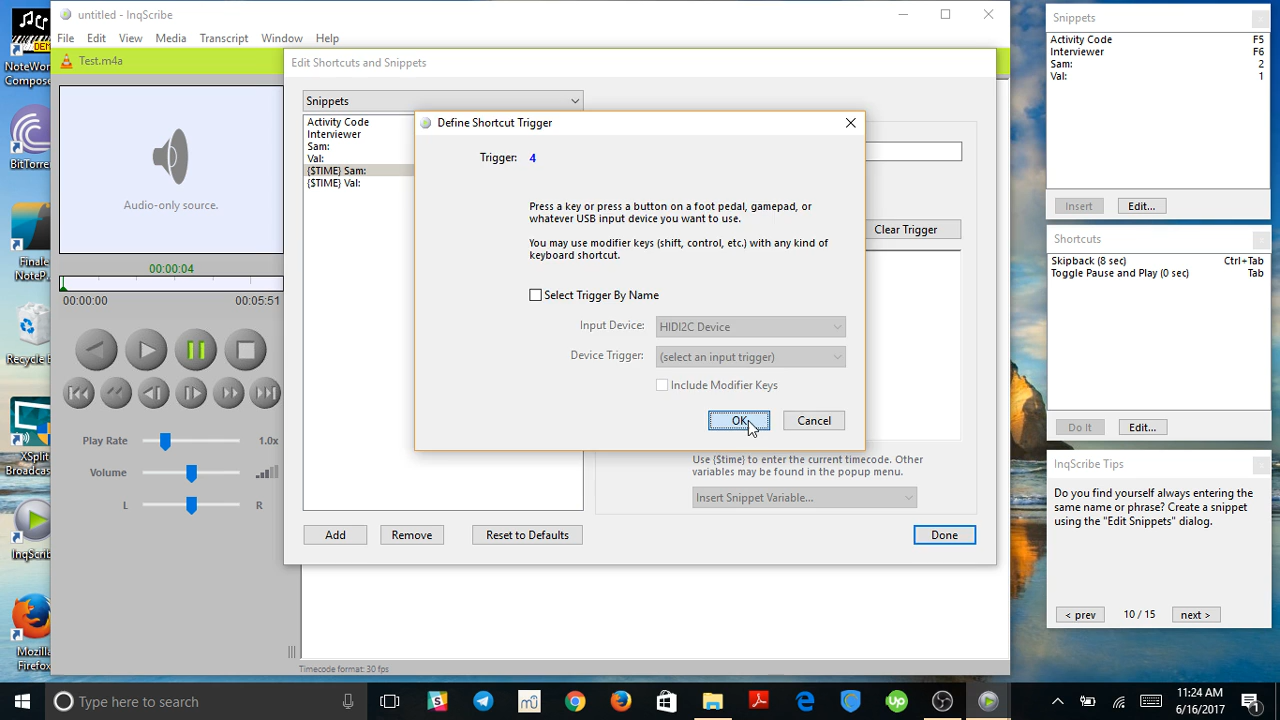 untitled - InqScribe
File Edit View Media Transcript Window Help
Test.m4a
Audio-only source.
00:00:04
00:00:00 00:05:51
Play Rate 1.0x
Volume
L R
Timecode format: 30 fps
Edit Shortcuts and Snippets
Snippets
Activity Code
Interviewer
Sam:
Val:
{$TIME} Sam:
{$TIME} Val:
Clear Trigger
Use {$time} to enter the current timecode. Other
variables may be found in the popup menu.
Insert Snippet Variable...
Add Remove Reset to Defaults Done
Define Shortcut Trigger
Trigger: 4
Press a key or press a button on a foot pedal, gamepad, or
whatever USB input device you want to use.
You may use modifier keys (shift, control, etc.) with any kind of
keyboard shortcut.
Select Trigger By Name
Input Device: HIDI2C Device
Device Trigger: (select an input trigger)
Include Modifier Keys
OK Cancel
Snippets
Activity Code F5
Interviewer F6
Sam: 2
Val: 1
Insert Edit...
Shortcuts
Skipback (8 sec) Ctrl+Tab
Toggle Pause and Play (0 sec) Tab
Do It Edit...
InqScribe Tips
Do you find yourself always entering the
same name or phrase? Create a snippet
using the "Edit Snippets" dialog.
< prev 10 / 15 next >
NoteWor
Compose
DEM
BitTorre
Finale
NoteP...
Recycle B
XSplit
Broadcas
InqScrib
Mozilla
Firefox
Type here to search
11:24 AM
6/16/2017